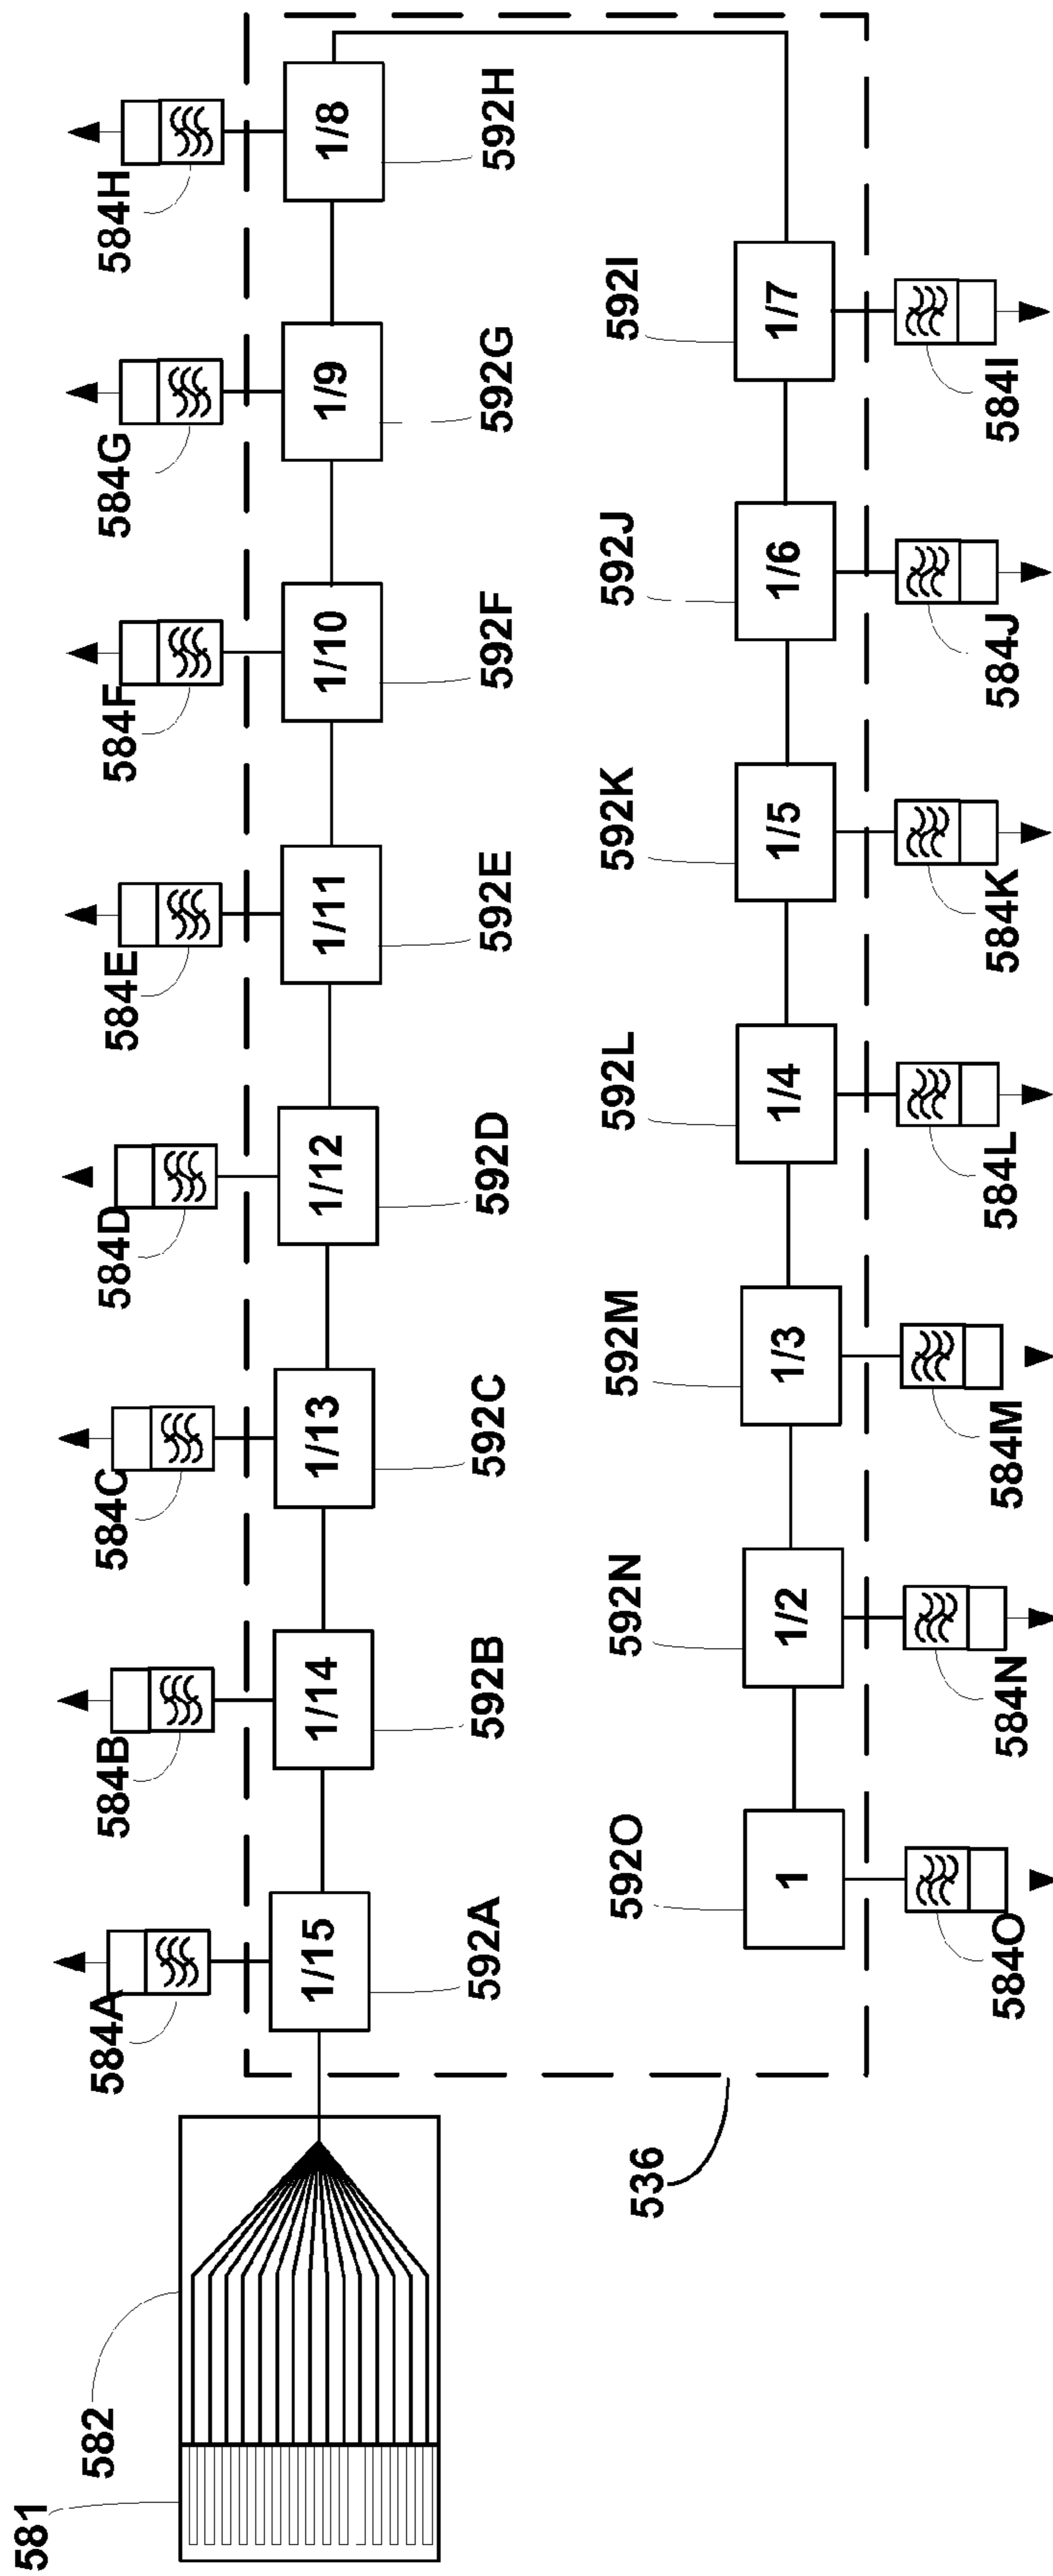 581
582
536
584A
584B
584C
584D
584E
584F
584G
584H
1/15
1/14
1/13
1/12
1/11
1/10
1/9
1/8
592A
592B
592C
592D
592E
592F
592G
592H
592O
592N
592M
592L
592K
592J
592I
1
1/2
1/3
1/4
1/5
1/6
1/7
584O
584N
584M
584L
584K
584J
584I